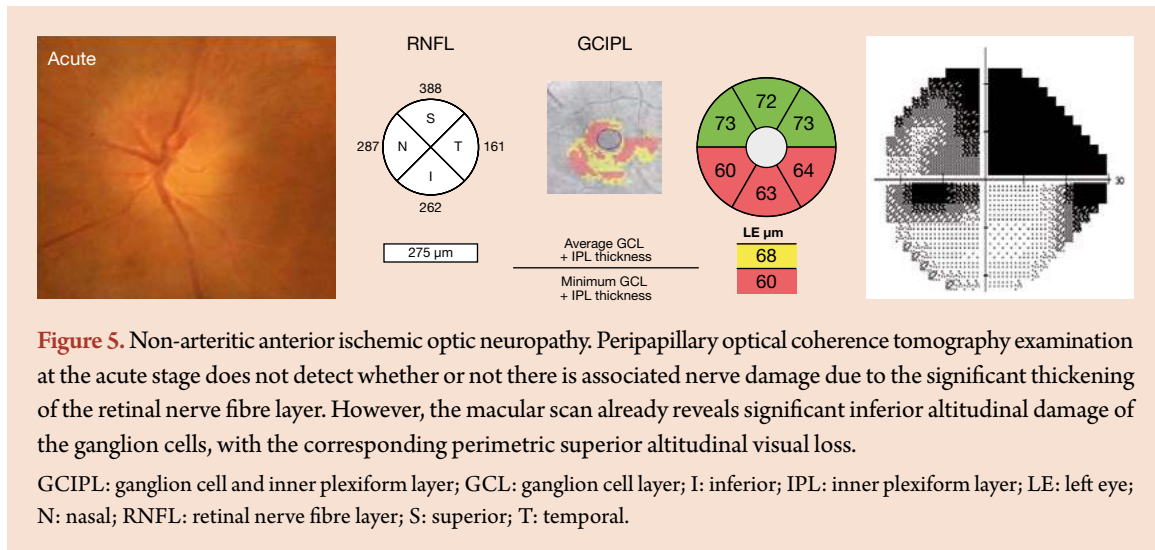 Acute
RNFL
388
S
287 N T 161
I
262
275 µm
GCIPL
72
73 73
60 64
63
Average GCL
+ IPL thickness
Minimum GCL
+ IPL thickness
LE µm
68
60
30
Figure 5. Non-arteritic anterior ischemic optic neuropathy. Peripapillary optical coherence tomography examination
at the acute stage does not detect whether or not there is associated nerve damage due to the significant thickening
of the retinal nerve fibre layer. However, the macular scan already reveals significant inferior altitudinal damage of
the ganglion cells, with the corresponding perimetric superior altitudinal visual loss.
GCIPL: ganglion cell and inner plexiform layer; GCL: ganglion cell layer; I: inferior; IPL: inner plexiform layer; LE: left eye;
N: nasal; RNFL: retinal nerve fibre layer; S: superior; T: temporal.